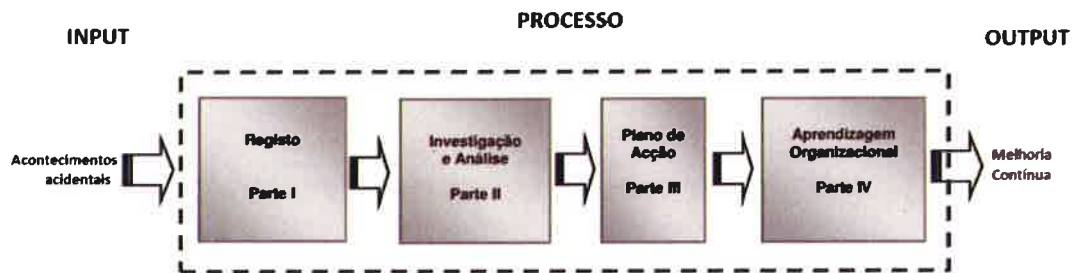 PROCESSO
INPUT
OUTPUT
Acontecimentos
acidentais
Registo
Parte I
Investigação
e Análise
Parte II
Plano de
Acção
Parte III
Aprendizagem
Organizacional
Parte IV
Melhoria
Contínua